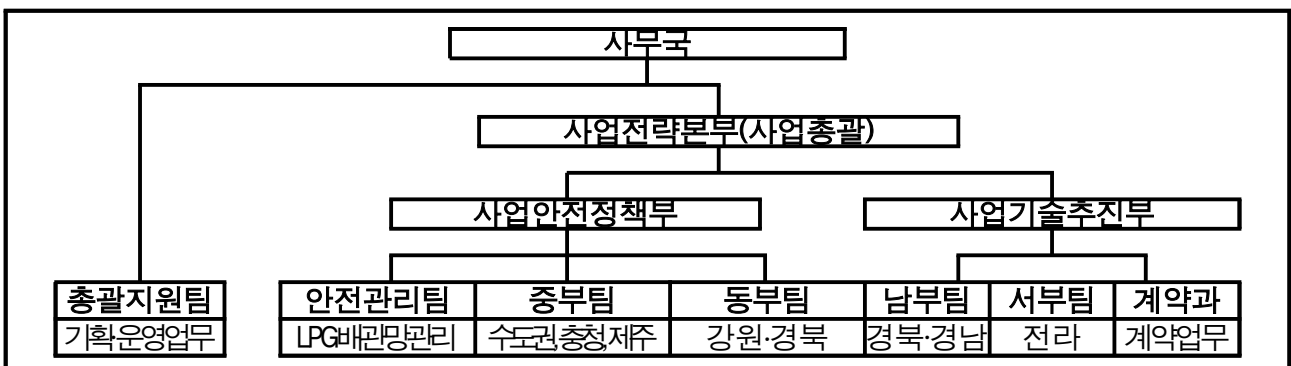 사무국
사업전략본부(사업총괄)
사업안전정책부 사업기술추진부
총괄지원팀 안전관리팀 중부팀 동부팀 남부팀 서부팀 계약과
기획·운영업무 LPG배관망관리 수도권,충청,제주 강원·경북 경북·경남 전라 계약업무